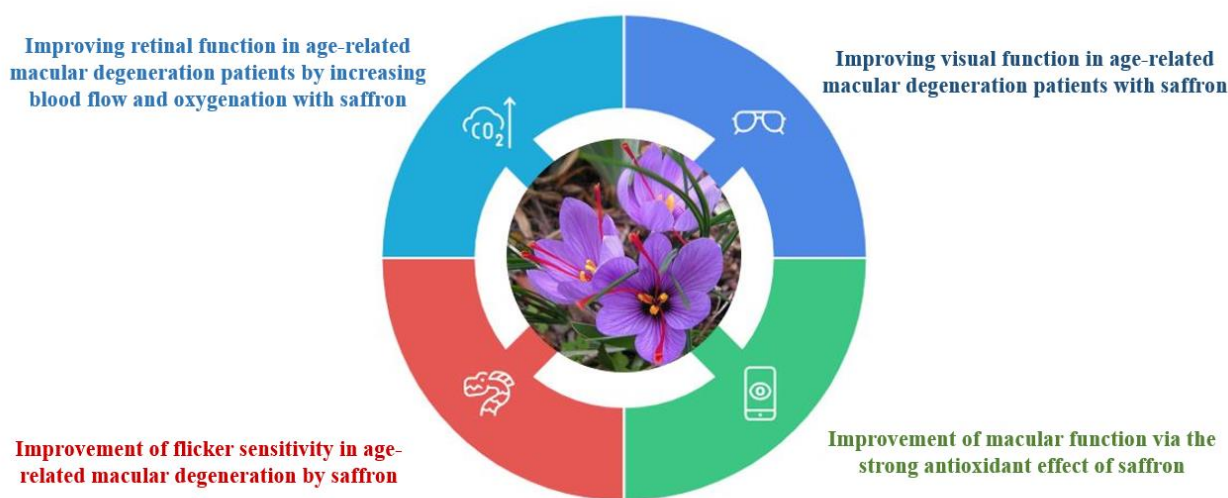 Improving retinal function in age-related
macular degeneration patients by increasing
blood flow and oxygenation with saffron
Improving visual function in age-related
macular degeneration patients with saffron
CO2
Improvement of flicker sensitivity in age-
related macular degeneration by saffron
Improvement of macular function via the
strong antioxidant effect of saffron